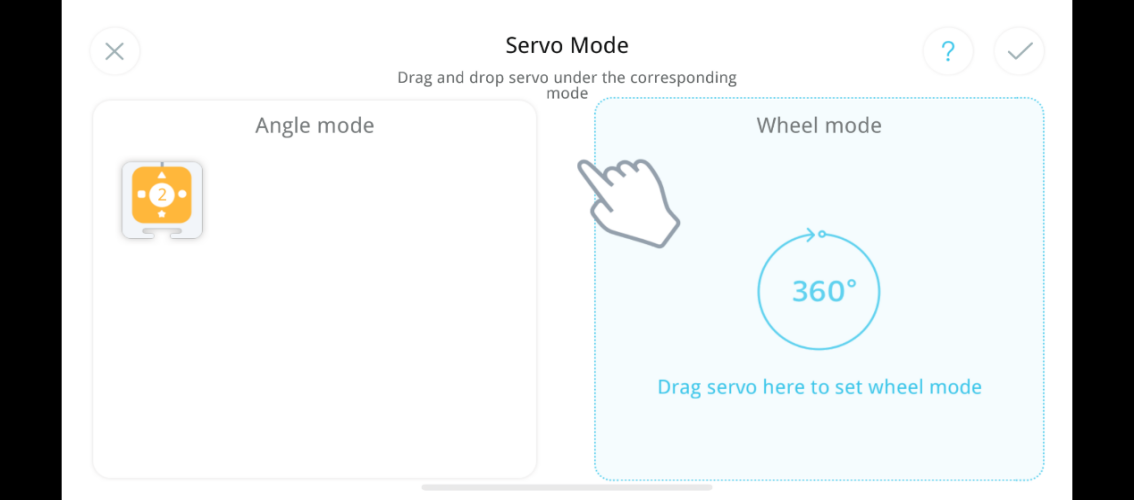 Servo Mode
?
Drag and drop servo under the corresponding
mode
Angle mode
Wheel mode
2
360°
Drag servo here to set wheel mode